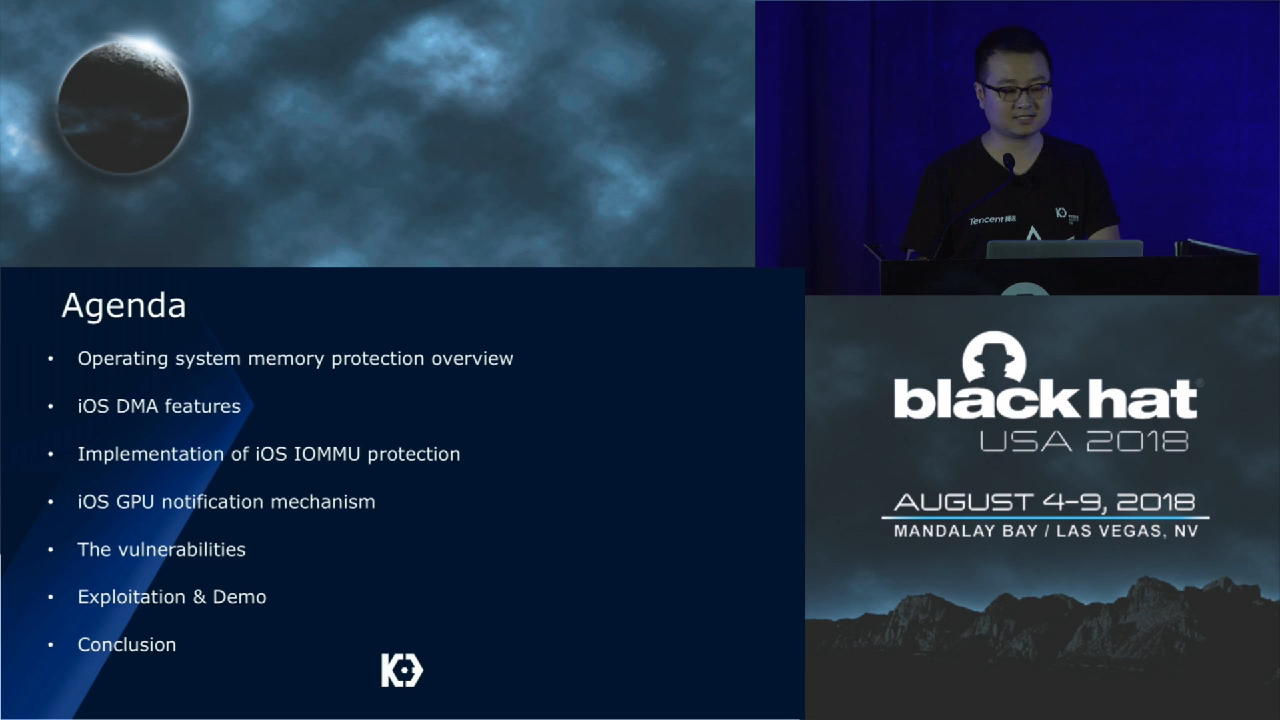 Tencent
Agenda
• Operating system memory protection overview
• iOS DMA features
• Implementation of iOS IOMMU protection
• iOS GPU notification mechanism
• The vulnerabilities
• Exploitation & Demo
• Conclusion
black hat
USA 2018
AUGUST 4-9, 2018
MANDALAY BAY / LAS VEGAS, NV